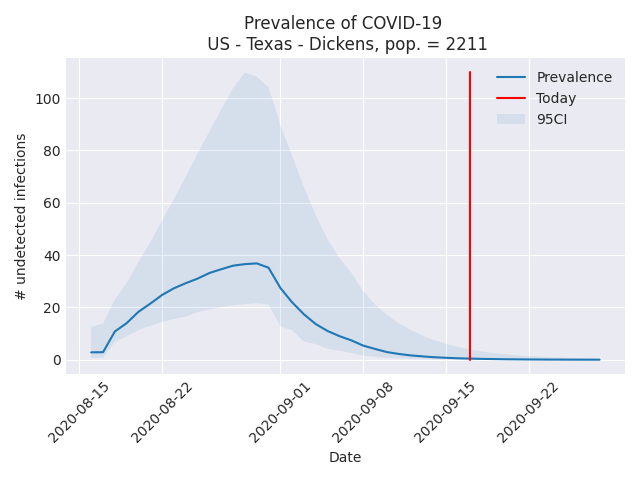 Prevalence of COVID-19
US - Texas - Dickens, pop. = 2211
Prevalence
Today
95CI
100
80
60
40
20
0
# undetected infections
2020-08-15
2020-08-22
2020-09-01
2020-09-08
2020-09-15
2020-09-22
Date